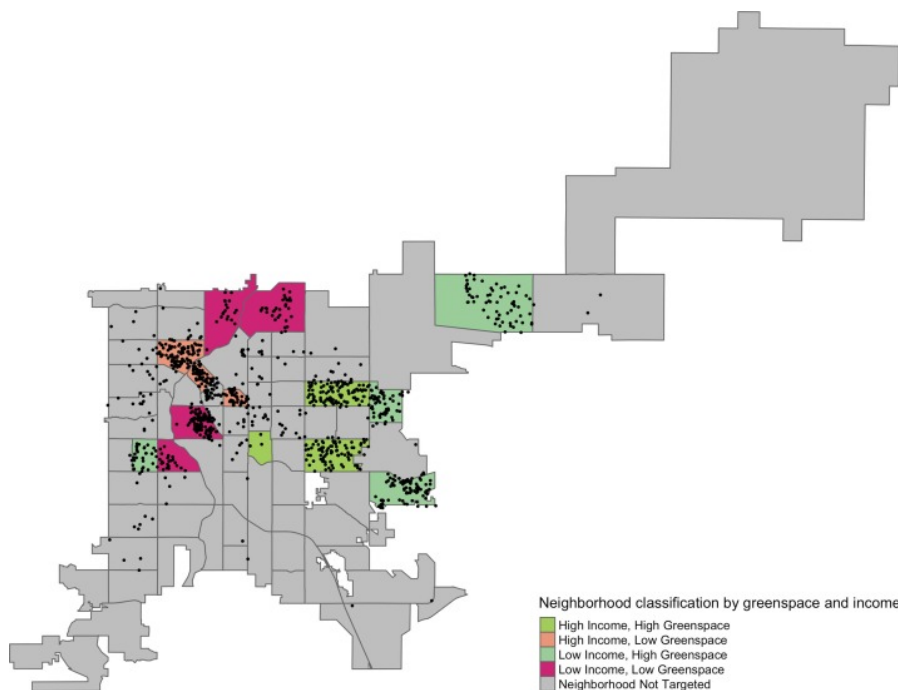 Neighborhood classification by greenspace and income
High Income, High Greenspace
High Income, Low Greenspace
Low Income, High Greenspace
Low Income, Low Greenspace
Neighborhood Not Targeted